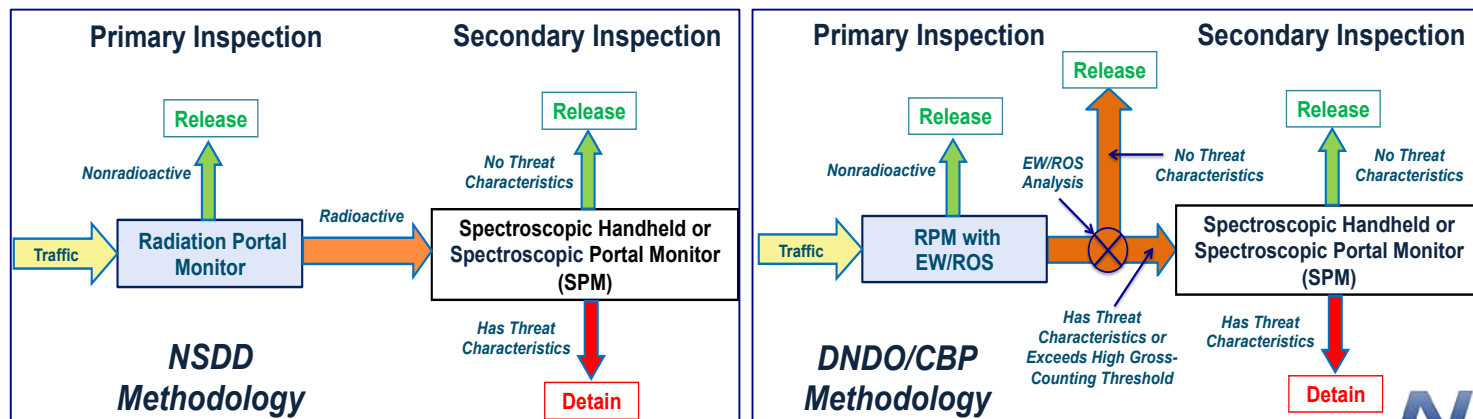 Primary Inspection
Secondary Inspection
Release
Release
Nonradioactive
No Threat
Characteristics
Radioactive
Traffic
Radiation Portal
Monitor
Spectroscopic Handheld or
Spectroscopic Portal Monitor
(SPM)
Has Threat
Characteristics
NSDD
Methodology
Detain
Primary Inspection
Secondary Inspection
Release
Release
Release
Nonradioactive
EW/ROS
Analysis
No Threat
Characteristics
No Threat
Characteristics
Traffic
RPM with
EW/ROS
Spectroscopic Handheld or
Spectroscopic Portal Monitor
(SPM)
Has Threat
Characteristics or
Exceeds High Gross-
Counting Threshold
Has Threat
Characteristics
DNDO/CBP
Methodology
Detain